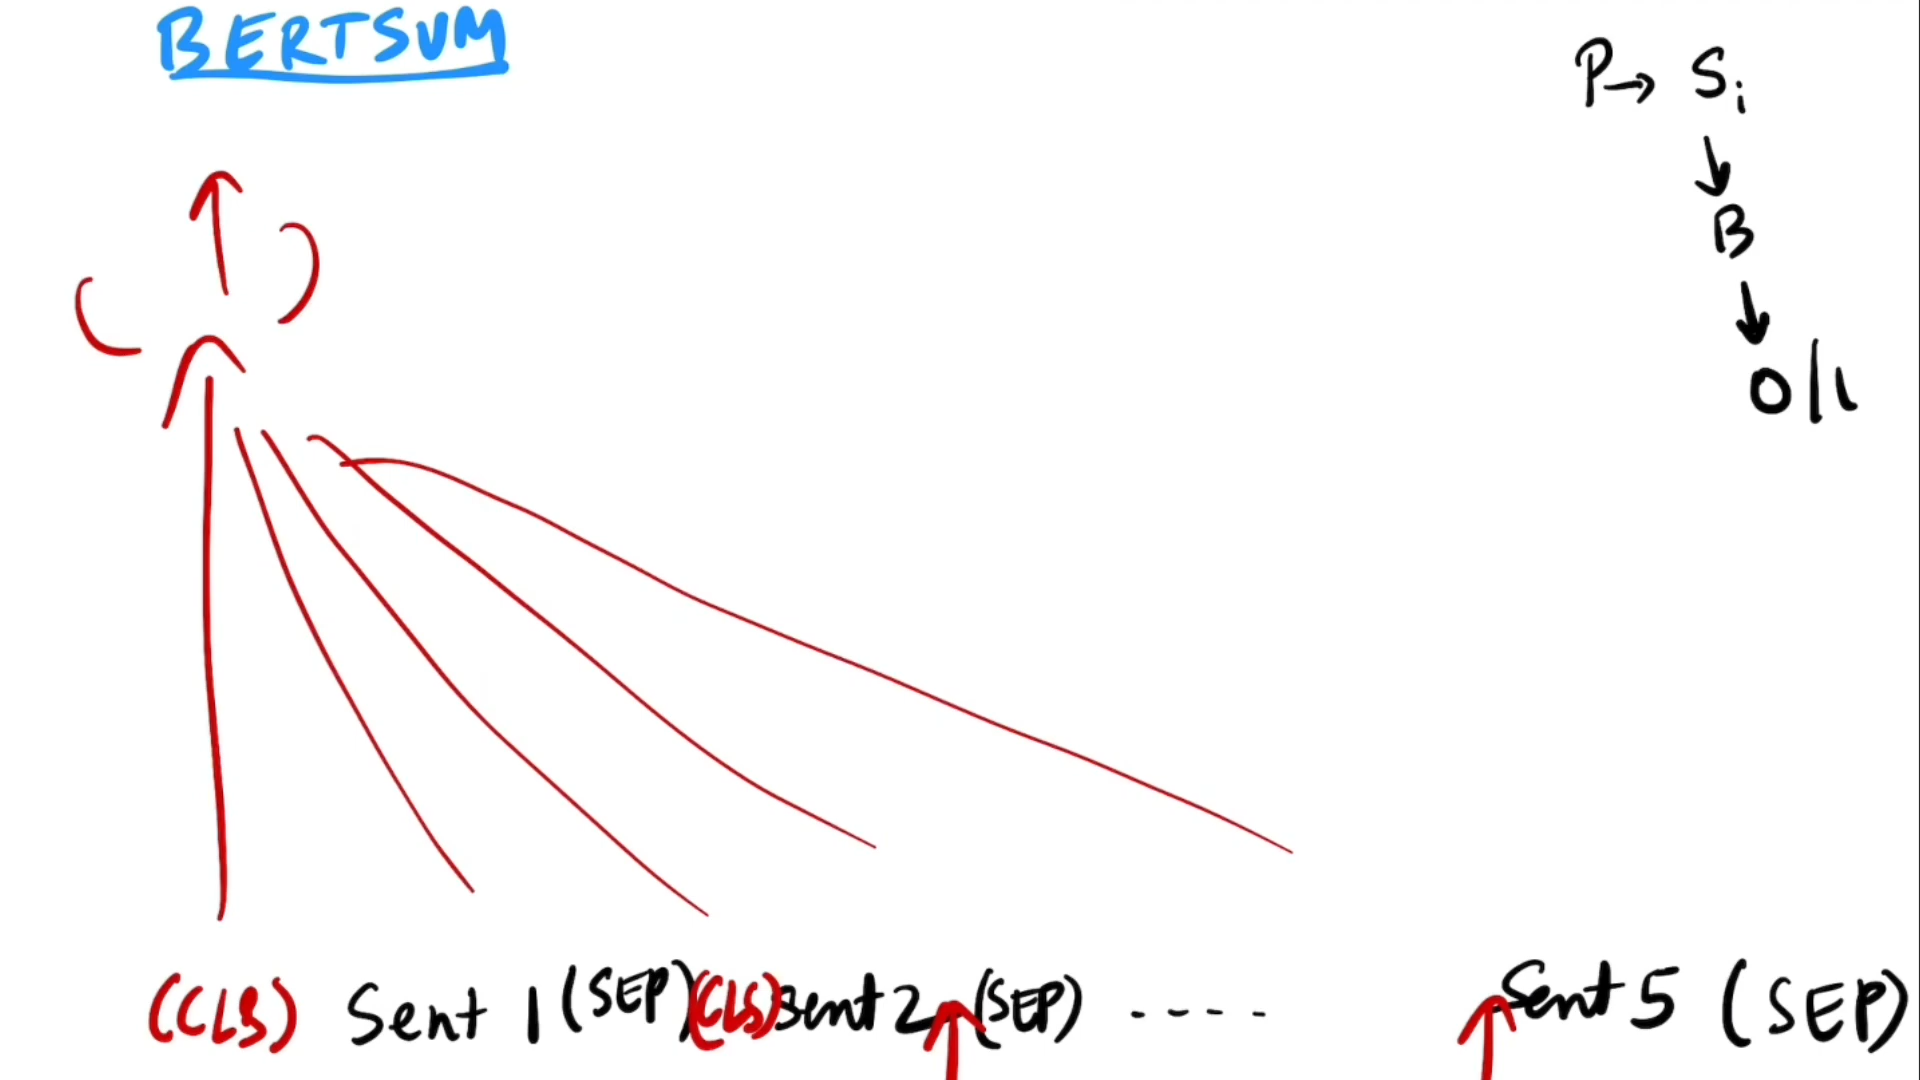 BERTSUM
P→ Si
↓
B
↓
0/1
(CLS) Sent 1 (SEP) (CLS) sent 2 (SEP) ----- Sent 5 (SEP)